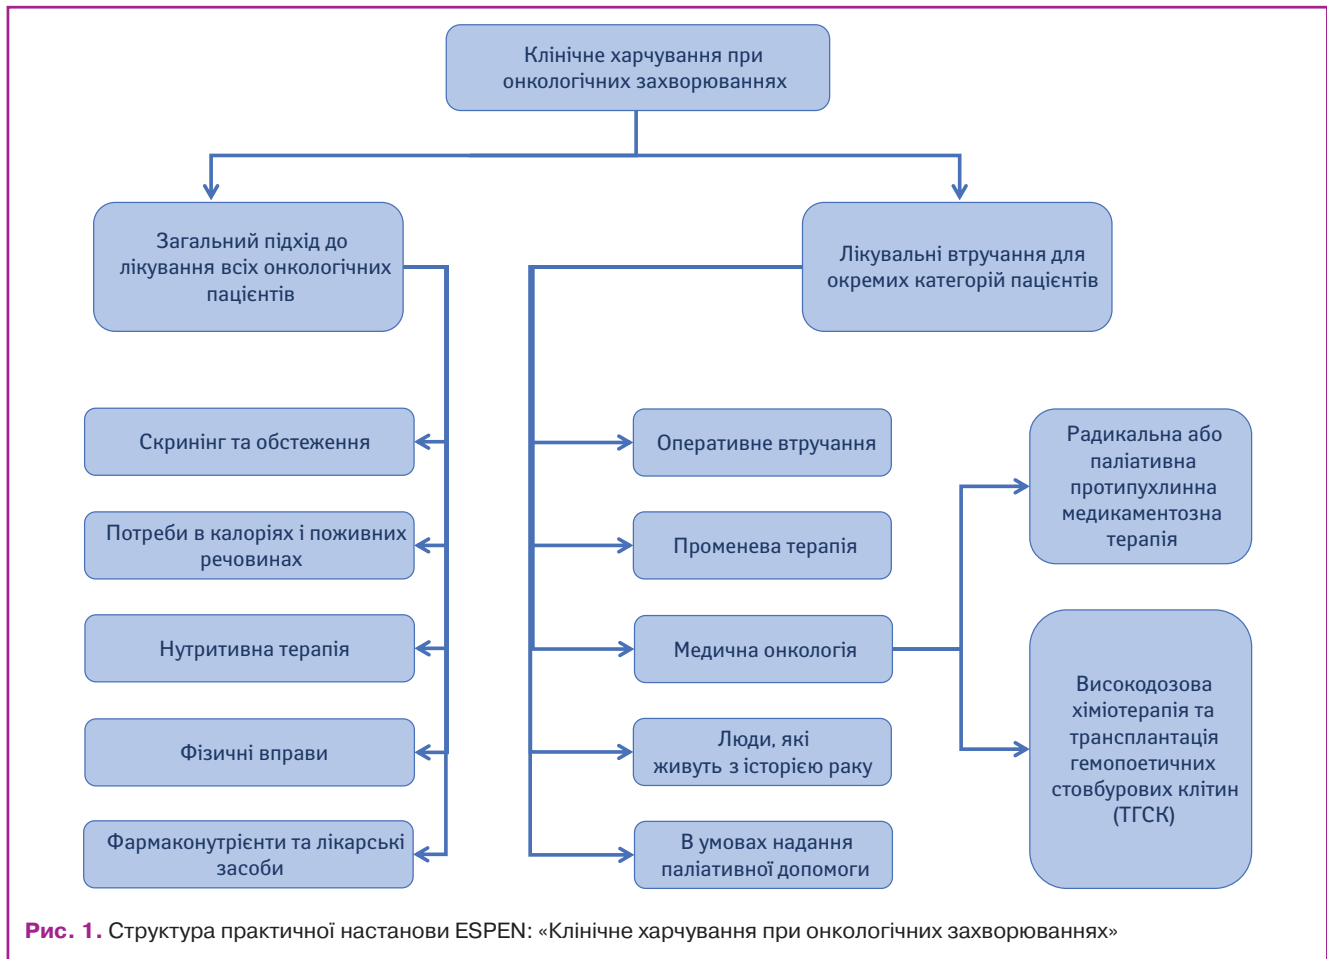 Клінічне харчування при
онкологічних захворюваннях
Загальний підхід до
лікування всіх онкологічних
пацієнтів
Лікувальні втручання для
окремих категорій пацієнтів
Скринінг та обстеження
Потреби в калоріях і поживних
речовинах
Нутритивна терапія
Фізичні вправи
Фармаконутрієнти та лікарські
засоби
Оперативне втручання
Променева терапія
Медична онкологія
Люди, які
живуть з історією раку
В умовах надання
паліативної допомоги
Радикальна або
паліативна
протипухлинна
медикаментозна
терапія
Високодозова
хіміотерапія та
трансплантація
гемопоетичних
стовбурових клітин
(ТГСК)
Рис. 1. Структура практичної настанови ESPEN: «Клінічне харчування при онкологічних захворюваннях»